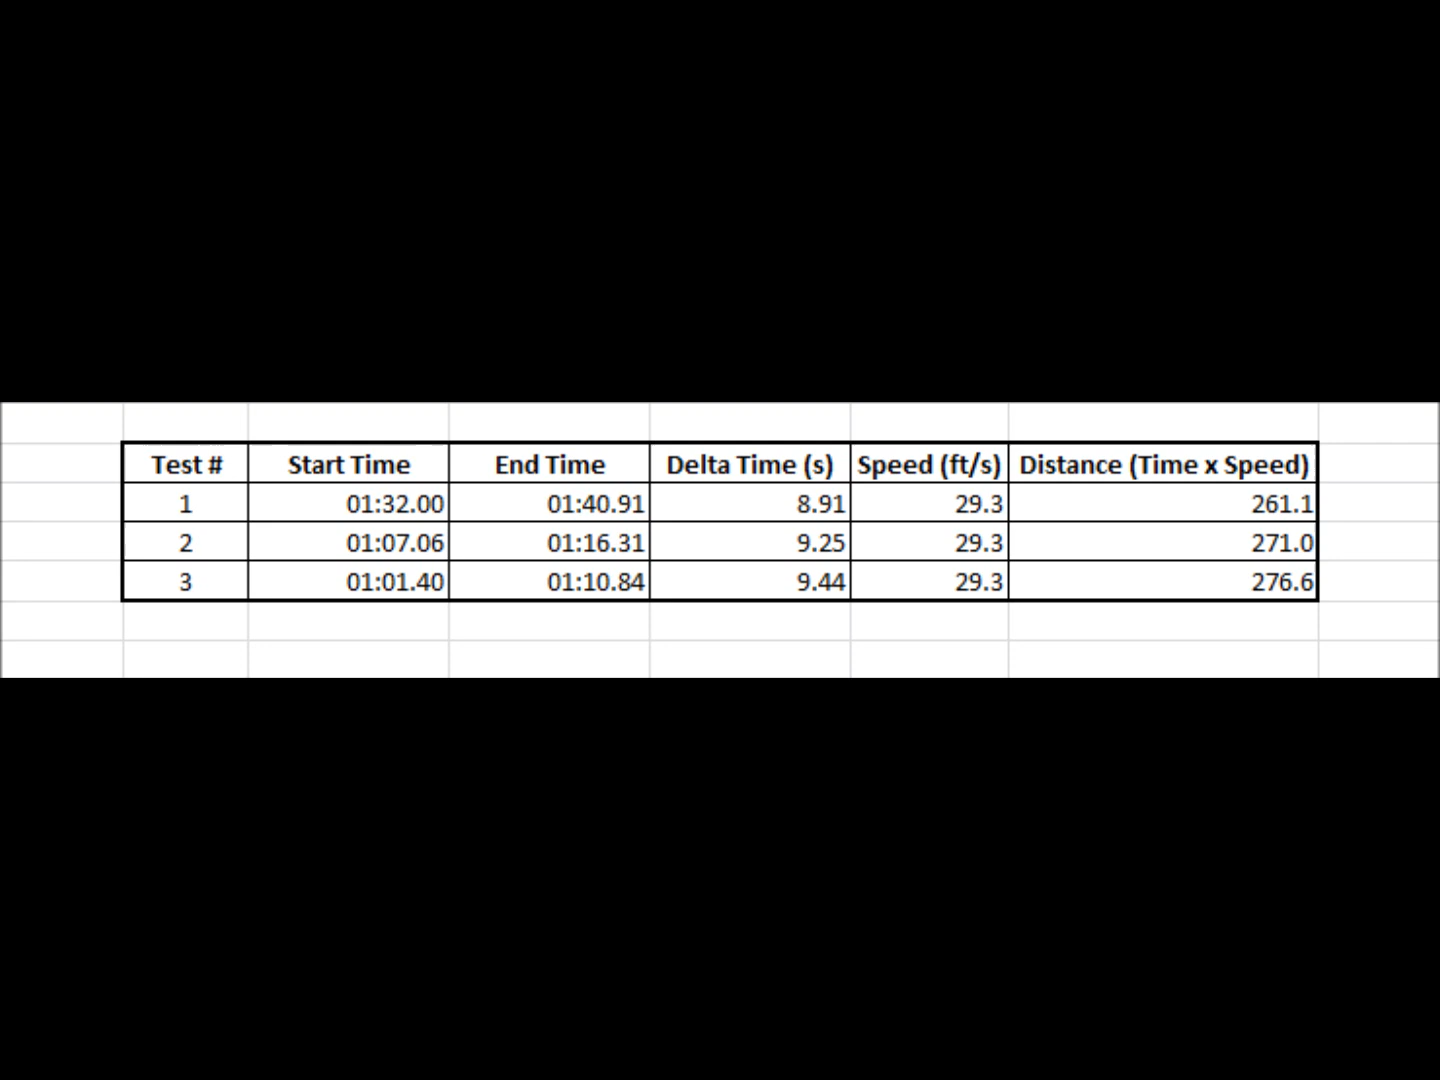 Test # Start Time End Time Delta Time (s) Speed (ft/s) Distance (Time x Speed)
1 01:32.00 01:40.91 8.91 29.3 261.1
2 01:07.06 01:16.31 9.25 29.3 271.0
3 01:01.40 01:10.84 9.44 29.3 276.6